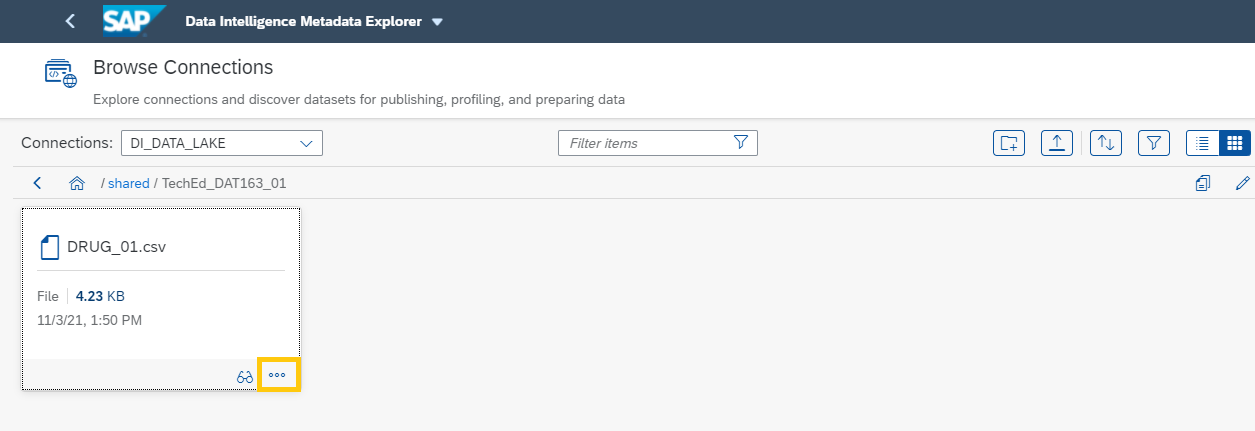 SAP Data Intelligence Metadata Explorer
Browse Connections
Explore connections and discover datasets for publishing, profiling, and preparing data
Connections: DI_DATA_LAKE Filter items
/ shared / TechEd_DAT163_01
DRUG_01.csv
File 4.23 KB
11/3/21, 1:50 PM